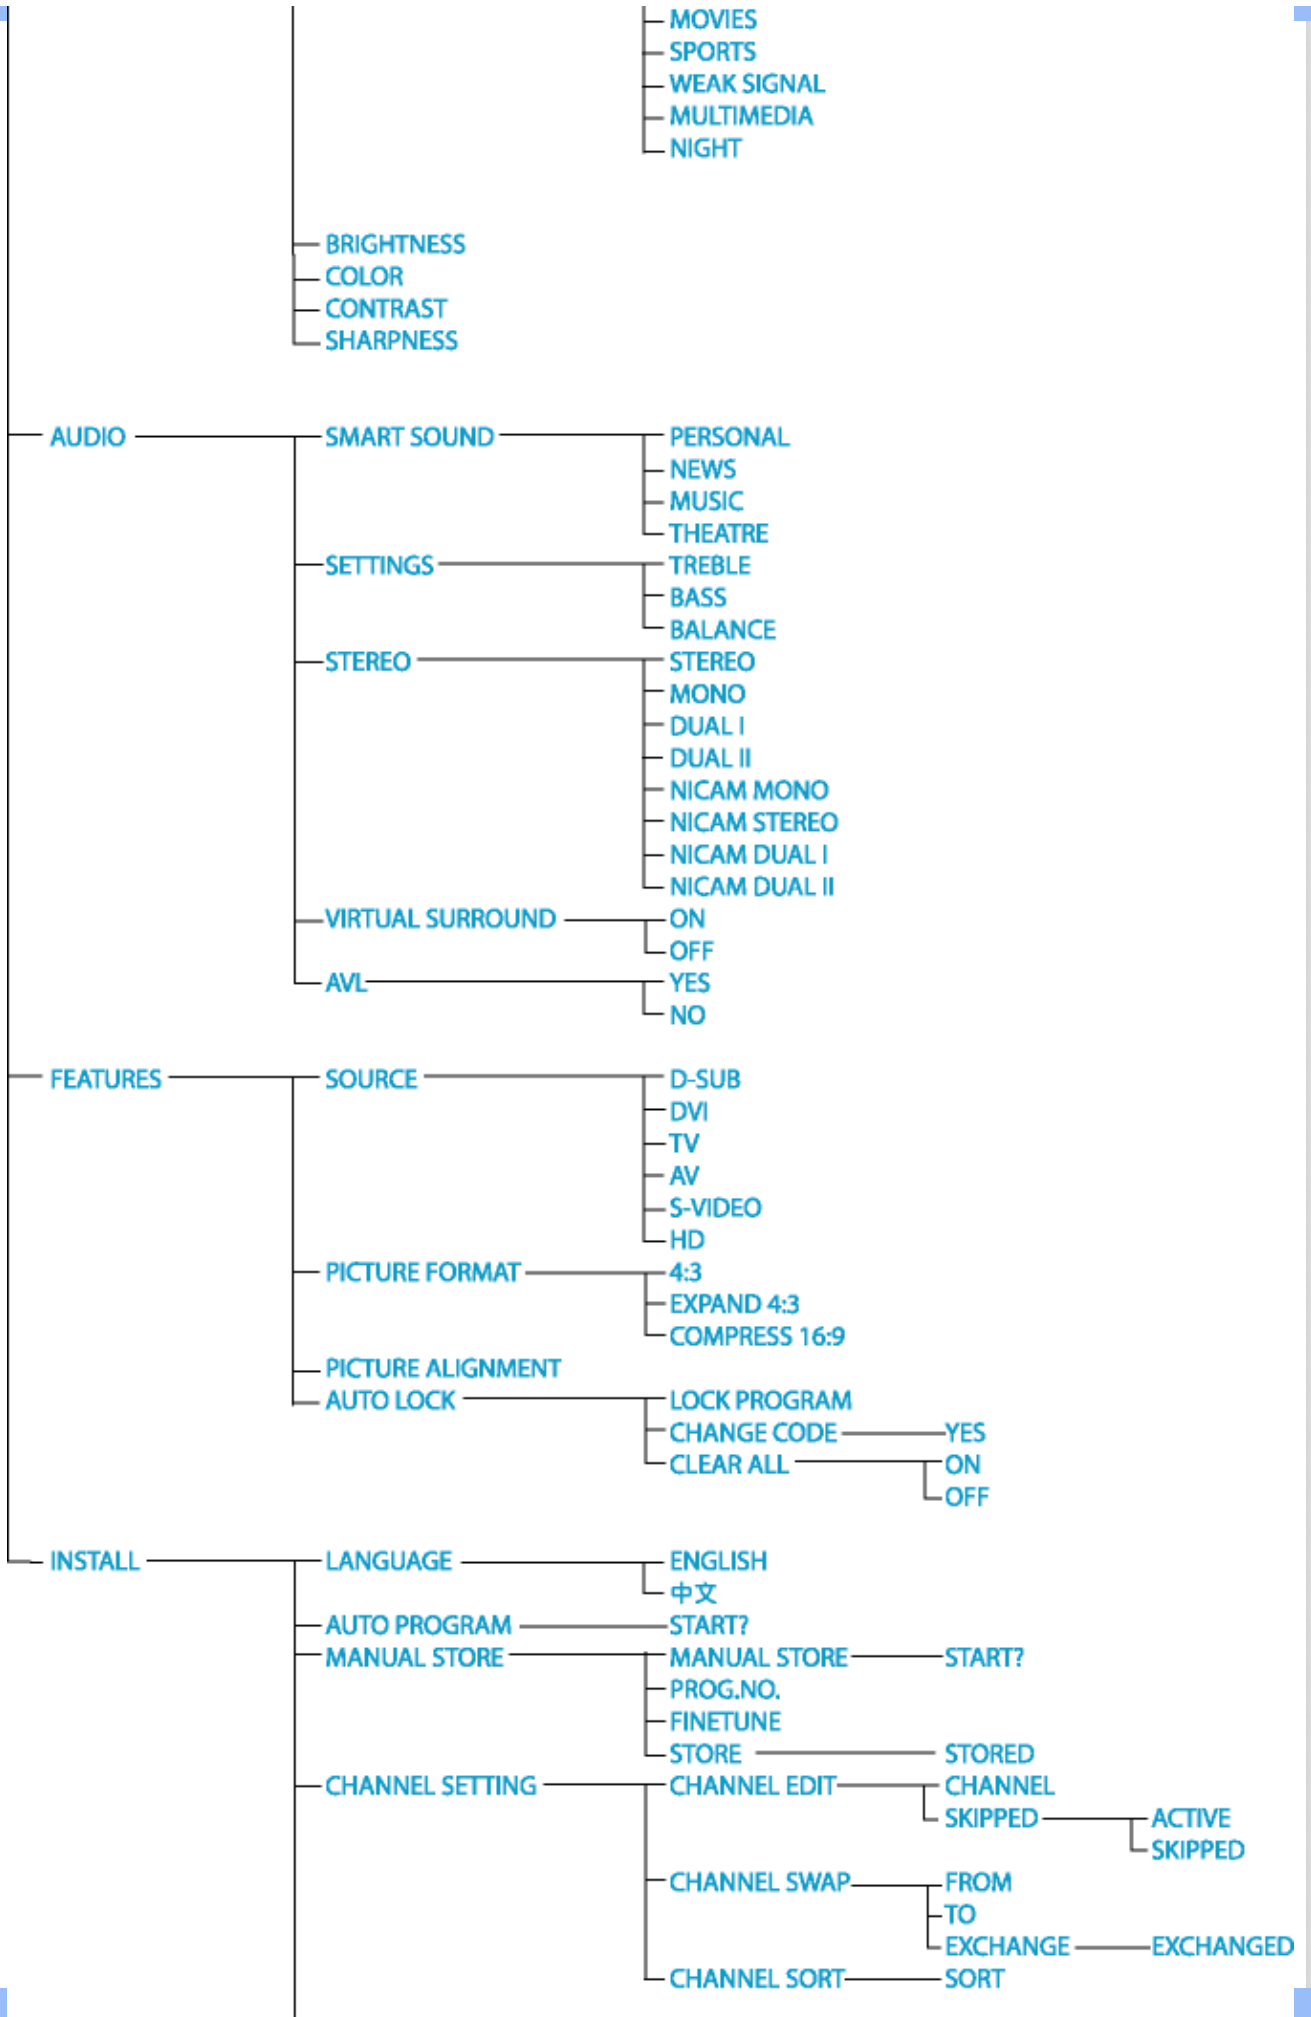 MOVIES
SPORTS
WEAK SIGNAL
MULTIMEDIA
NIGHT
BRIGHTNESS
COLOR
CONTRAST
SHARPNESS
AUDIO SMART SOUND PERSONAL
NEWS
MUSIC
THEATRE
SETTINGS TREBLE
BASS
BALANCE
STEREO STEREO
MONO
DUAL I
DUAL II
NICAM MONO
NICAM STEREO
NICAM DUAL I
NICAM DUAL II
VIRTUAL SURROUND ON
OFF
AVL YES
NO
FEATURES SOURCE D-SUB
DVI
TV
AV
S-VIDEO
HD
PICTURE FORMAT 4:3
EXPAND 4:3
COMPRESS 16:9
PICTURE ALIGNMENT
AUTO LOCK LOCK PROGRAM
CHANGE CODE YES
CLEAR ALL ON
OFF
INSTALL LANGUAGE ENGLISH
中文
AUTO PROGRAM START?
MANUAL STORE MANUAL STORE START?
PROG.NO.
FINETUNE
STORE STORED
CHANNEL SETTING CHANNEL EDIT CHANNEL
SKIPPED ACTIVE
SKIPPED
CHANNEL SWAP FROM
TO
EXCHANGE EXCHANGED
CHANNEL SORT SORT